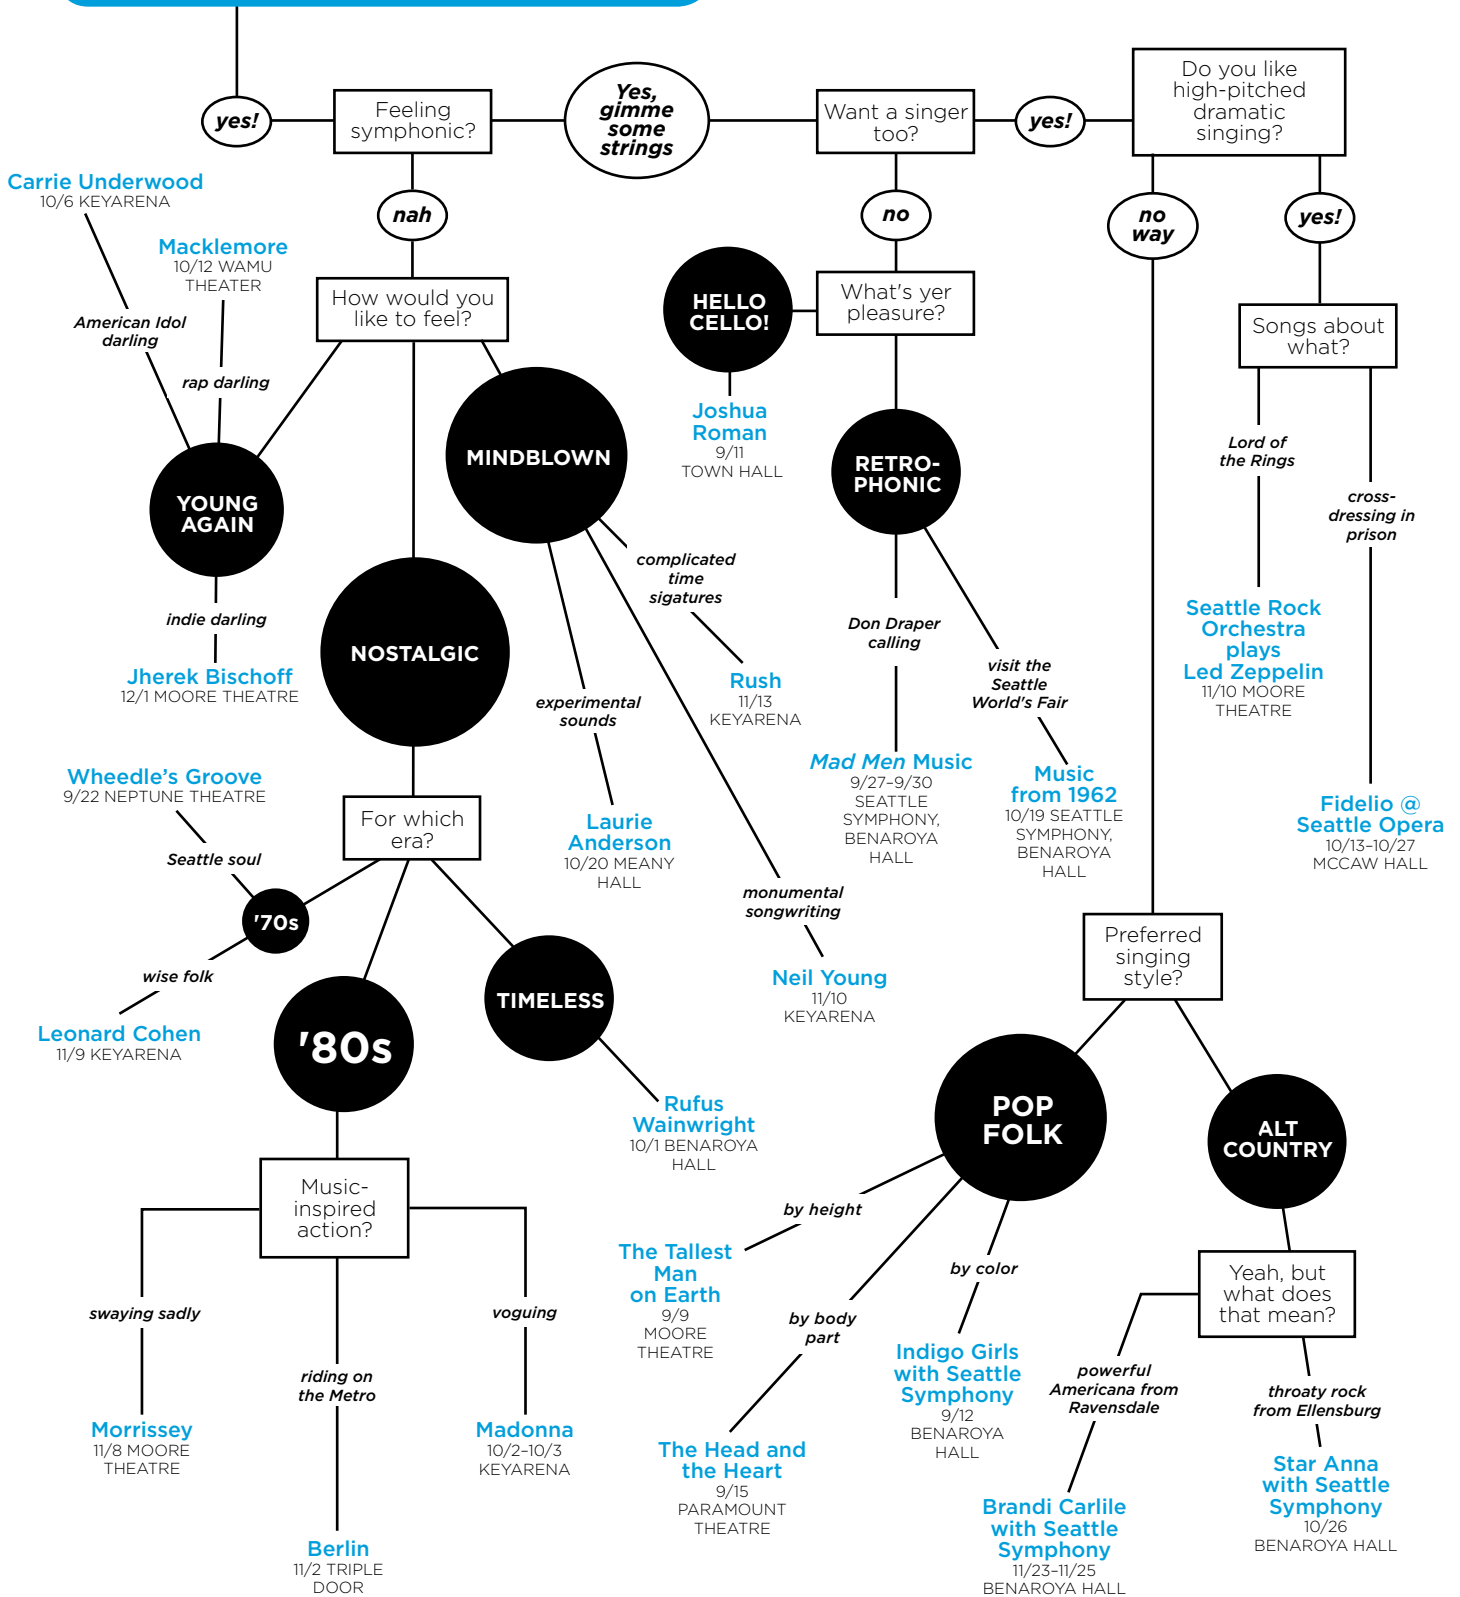 yes!
Feeling
symphonic?
Yes,
gimme
some
strings
Want a singer
too?
yes!
Do you like
high-pitched
dramatic
singing?
Carrie Underwood
10/6 KEYARENA
nah
no
no
way
yes!
Macklemore
10/12 WAMU
THEATER
How would you
like to feel?
HELLO
CELLO!
What's yer
pleasure?
Songs about
what?
American Idol
darling
rap darling
Joshua
Roman
9/11
TOWN HALL
MINDBLOWN
RETRO-
PHONIC
Lord of
the Rings
YOUNG
AGAIN
cross-
dressing in
prison
complicated
time
sigatures
indie darling
Jherek Bischoff
12/1 MOORE THEATRE
NOSTALGIC
Don Draper
calling
visit the
Seattle
World's Fair
Seattle Rock
Orchestra
plays
Led Zeppelin
11/10 MOORE
THEATRE
Rush
11/13
KEYARENA
experimental
sounds
Wheedle’s Groove
9/22 NEPTUNE THEATRE
Mad Men Music
9/27–9/30
SEATTLE
SYMPHONY,
BENAROYA
HALL
Music
from 1962
10/19 SEATTLE
SYMPHONY,
BENAROYA
HALL
Fidelio @
Seattle Opera
10/13–10/27
MCCAW HALL
For which
era?
Laurie
Anderson
10/20 MEANY
HALL
Seattle soul
'70s
monumental
songwriting
wise folk
Leonard Cohen
11/9 KEYARENA
'80s
TIMELESS
Neil Young
11/10
KEYARENA
Preferred
singing
style?
Rufus
Wainwright
10/1 BENAROYA
HALL
POP
FOLK
ALT
COUNTRY
Music-
inspired
action?
by height
The Tallest
Man
on Earth
9/9
MOORE
THEATRE
by color
by body
part
Yeah, but
what does
that mean?
swaying sadly
voguing
riding on
the Metro
Indigo Girls
with Seattle
Symphony
9/12
BENAROYA
HALL
powerful
Americana from
Ravensdale
throaty rock
from Ellensburg
Morrissey
11/8 MOORE
THEATRE
Madonna
10/2–10/3
KEYARENA
The Head and
the Heart
9/15
PARAMOUNT
THEATRE
Star Anna
with Seattle
Symphony
10/26
BENAROYA HALL
Brandi Carlile
with Seattle
Symphony
11/23–11/25
BENAROYA HALL
Berlin
11/2 TRIPLE
DOOR